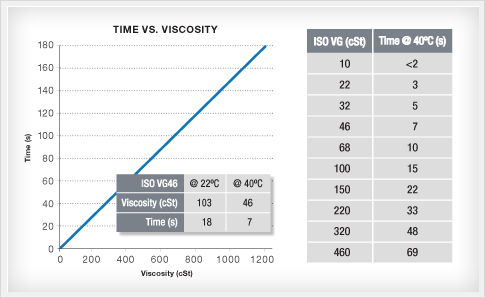 TIME VS. VISCOSITY
Time (s)
180
160
140
120
100
80
60
40
20
0
0 200 400 600 800 1000 1200
Viscosity (cSt)
ISO VG46 @ 22ºC @ 40ºC
Viscosity (cSt) 103 46
Time (s) 18 7
ISO VG (cSt) Time @ 40ºC (s)
10 <2
22 3
32 5
46 7
68 10
100 15
150 22
220 33
320 48
460 69